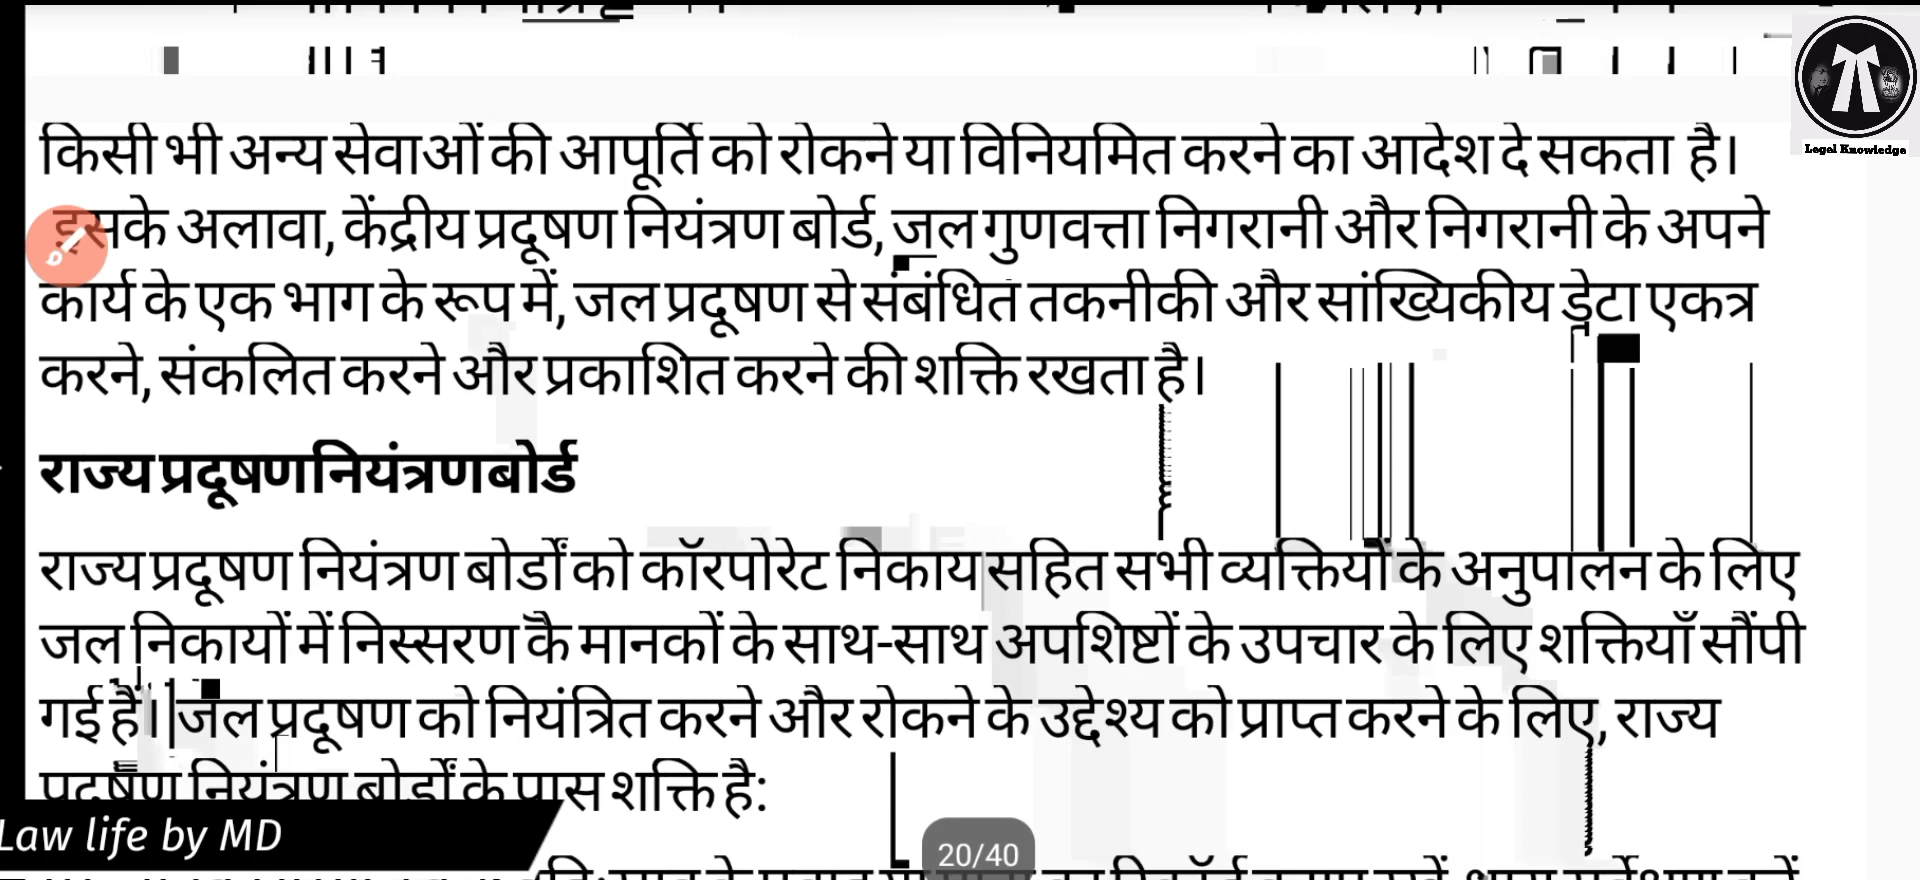 Legal Knowledge
किसी भी अन्य सेवाओं की आपूर्ति को रोकने या विनियमित करने का आदेश दे सकता है।
इसके अलावा, केंद्रीय प्रदूषण नियंत्रण बोर्ड, जल गुणवत्ता निगरानी और निगरानी के अपने
कार्य के एक भाग के रूप में, जल प्रदूषण से संबंधित तकनीकी और सांख्यिकीय डेटा एकत्र
करने, संकलित करने और प्रकाशित करने की शक्ति रखता है।
राज्य प्रदूषण नियंत्रण बोर्ड
राज्य प्रदूषण नियंत्रण बोर्डों को कॉरपोरेट निकाय सहित सभी व्यक्तियों के अनुपालन के लिए
जल निकायों में निस्सरण के मानकों के साथ-साथ अपशिष्टों के उपचार के लिए शक्तियाँ सौंपी
गई हैं। जल प्रदूषण को नियंत्रित करने और रोकने के उद्देश्य को प्राप्त करने के लिए, राज्य
प्रदूषण नियंत्रण बोर्डों के पास शक्ति है:
Law life by MD
20/40